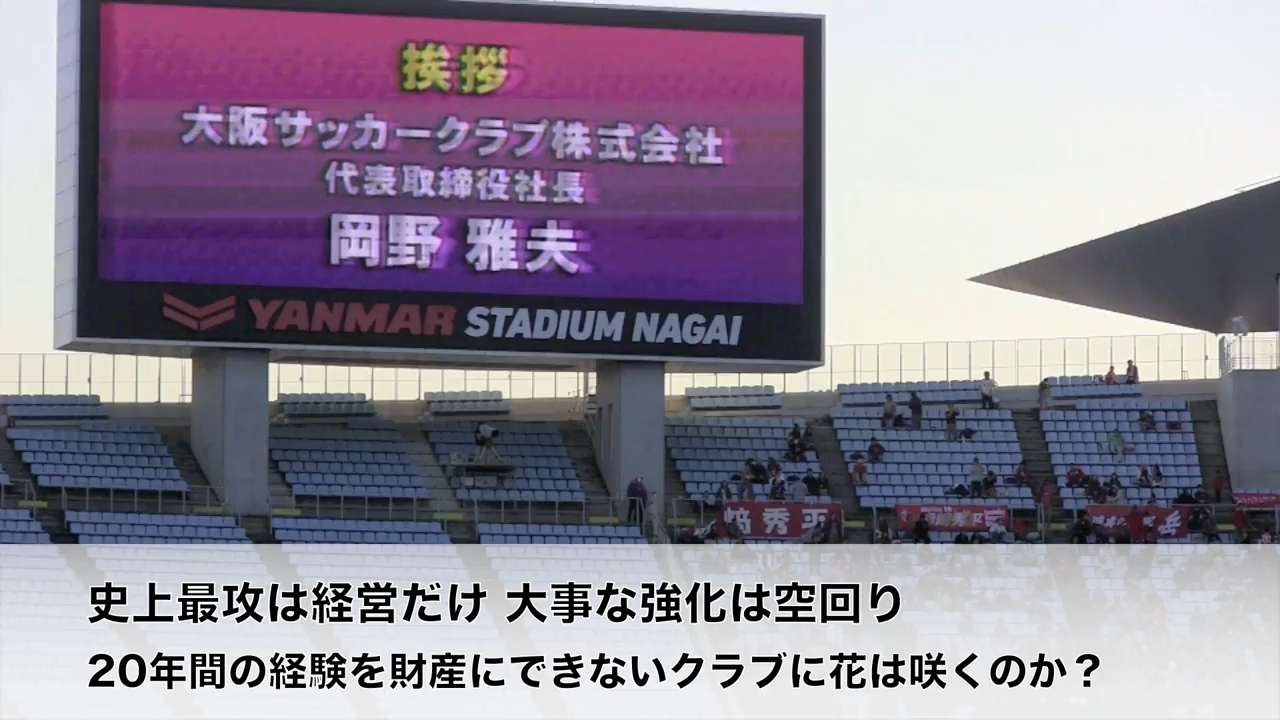 挨拶
大阪サッカークラブ株式会社
代表取締役社長
岡野 雅夫
YANMAR STADIUM NAGAI
秀平
史上最攻は経営だけ 大事な強化は空回り
20年間の経験を財産にできないクラブに花は咲くのか？